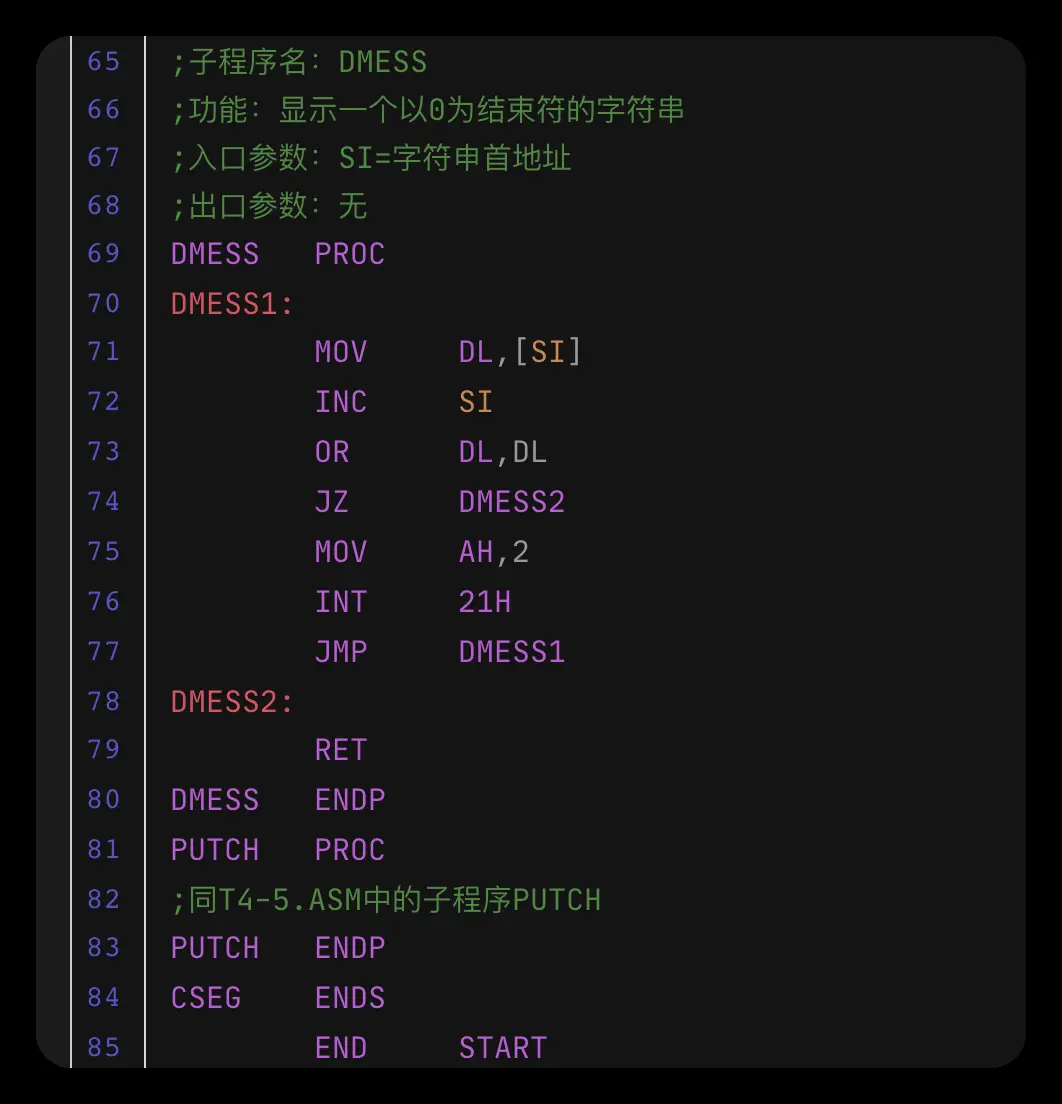 65 ;子程序名：DMESS
66 ;功能：显示一个以0为结束符的字符串
67 ;入口参数：SI=字符串首地址
68 ;出口参数：无
69 DMESS PROC
70 DMESS1:
71 MOV DL,[SI]
72 INC SI
73 OR DL,DL
74 JZ DMESS2
75 MOV AH,2
76 INT 21H
77 JMP DMESS1
78 DMESS2:
79 RET
80 DMESS ENDP
81 PUTCH PROC
82 ;同T4-5.ASM中的子程序PUTCH
83 PUTCH ENDP
84 CSEG ENDS
85 END START